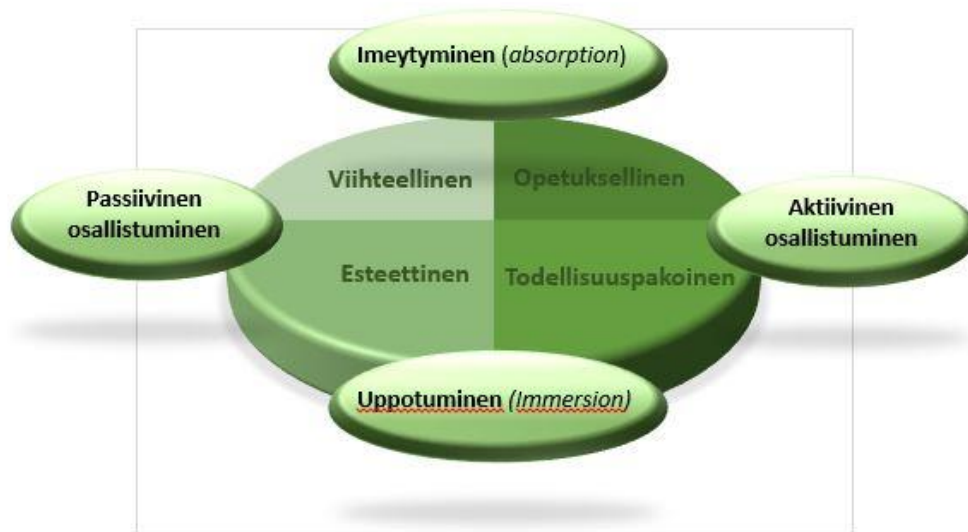 Imeytyminen (absorption)
Viihteellinen
Opetuksellinen
Passiivinen
osallistuminen
Aktiivinen
osallistuminen
Esteettinen
Todellisuuspakoinen
Uppotuminen (Immersion)